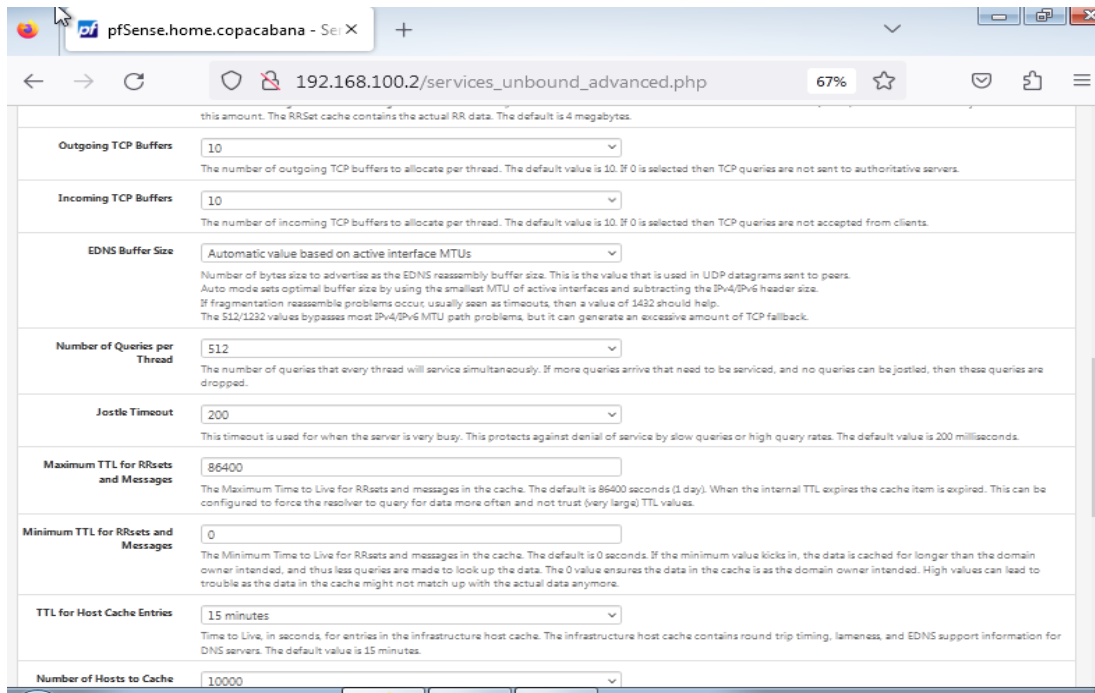 pfSense.home.copacabana - Se
192.168.100.2/services_unbound_advanced.php
67%
this amount. The RRSet cache contains the actual RR data. The default is 4 megabytes.
Outgoing TCP Buffers
10
The number of outgoing TCP buffers to allocate per thread. The default value is 10. If 0 is selected then TCP queries are not sent to authoritative servers.
Incoming TCP Buffers
10
The number of incoming TCP buffers to allocate per thread. The default value is 10. If 0 is selected then TCP queries are not accepted from clients.
EDNS Buffer Size
Automatic value based on active interface MTUs
Number of bytes size to advertise as the EDNS reassembly buffer size. This is the value that is used in UDP datagrams sent to peers.
Auto mode sets optimal buffer size by using the smallest MTU of active interfaces and subtracting the IPv4/IPv6 header size.
If fragmentation reassemble problems occur, usually seen as timeouts, then a value of 1432 should help.
The 512/1232 values bypasses most IPv4/IPv6 MTU path problems, but it can generate an excessive amount of TCP fallback.
Number of Queries per
Thread
512
The number of queries that every thread will service simultaneously. If more queries arrive that need to be serviced, and no queries can be jostled, then these queries are
dropped.
Jostle Timeout
200
This timeout is used for when the server is very busy. This protects against denial of service by slow queries or high query rates. The default value is 200 milliseconds.
Maximum TTL for RRsets
and Messages
86400
The Maximum Time to Live for RRsets and messages in the cache. The default is 86400 seconds (1 day). When the internal TTL expires the cache item is expired. This can be
configured to force the resolver to query for data more often and not trust (very large) TTL values.
Minimum TTL for RRsets and
Messages
0
The Minimum Time to Live for RRsets and messages in the cache. The default is 0 seconds. If the minimum value kicks in, the data is cached for longer than the domain
owner intended, and thus less queries are made to look up the data. The 0 value ensures the data in the cache is as the domain owner intended. High values can lead to
trouble as the data in the cache might not match up with the actual data anymore.
TTL for Host Cache Entries
15 minutes
Time to Live, in seconds, for entries in the infrastructure host cache. The infrastructure host cache contains round trip timing, lameness, and EDNS support information for
DNS servers. The default value is 15 minutes.
Number of Hosts to Cache
10000